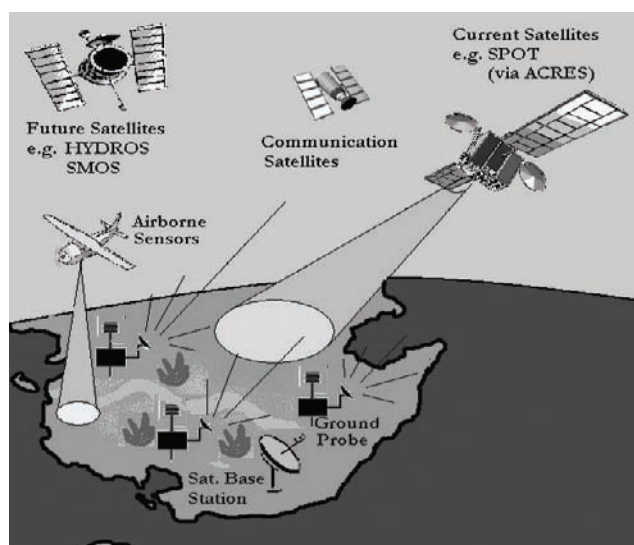 Current Satellites
e.g. SPOT
(via ACRES)
Future Satellites
e.g. HYDROS
SMOS
Communication
Satellites
Airborne
Sensors
Ground
Probe
Sat. Base
Station